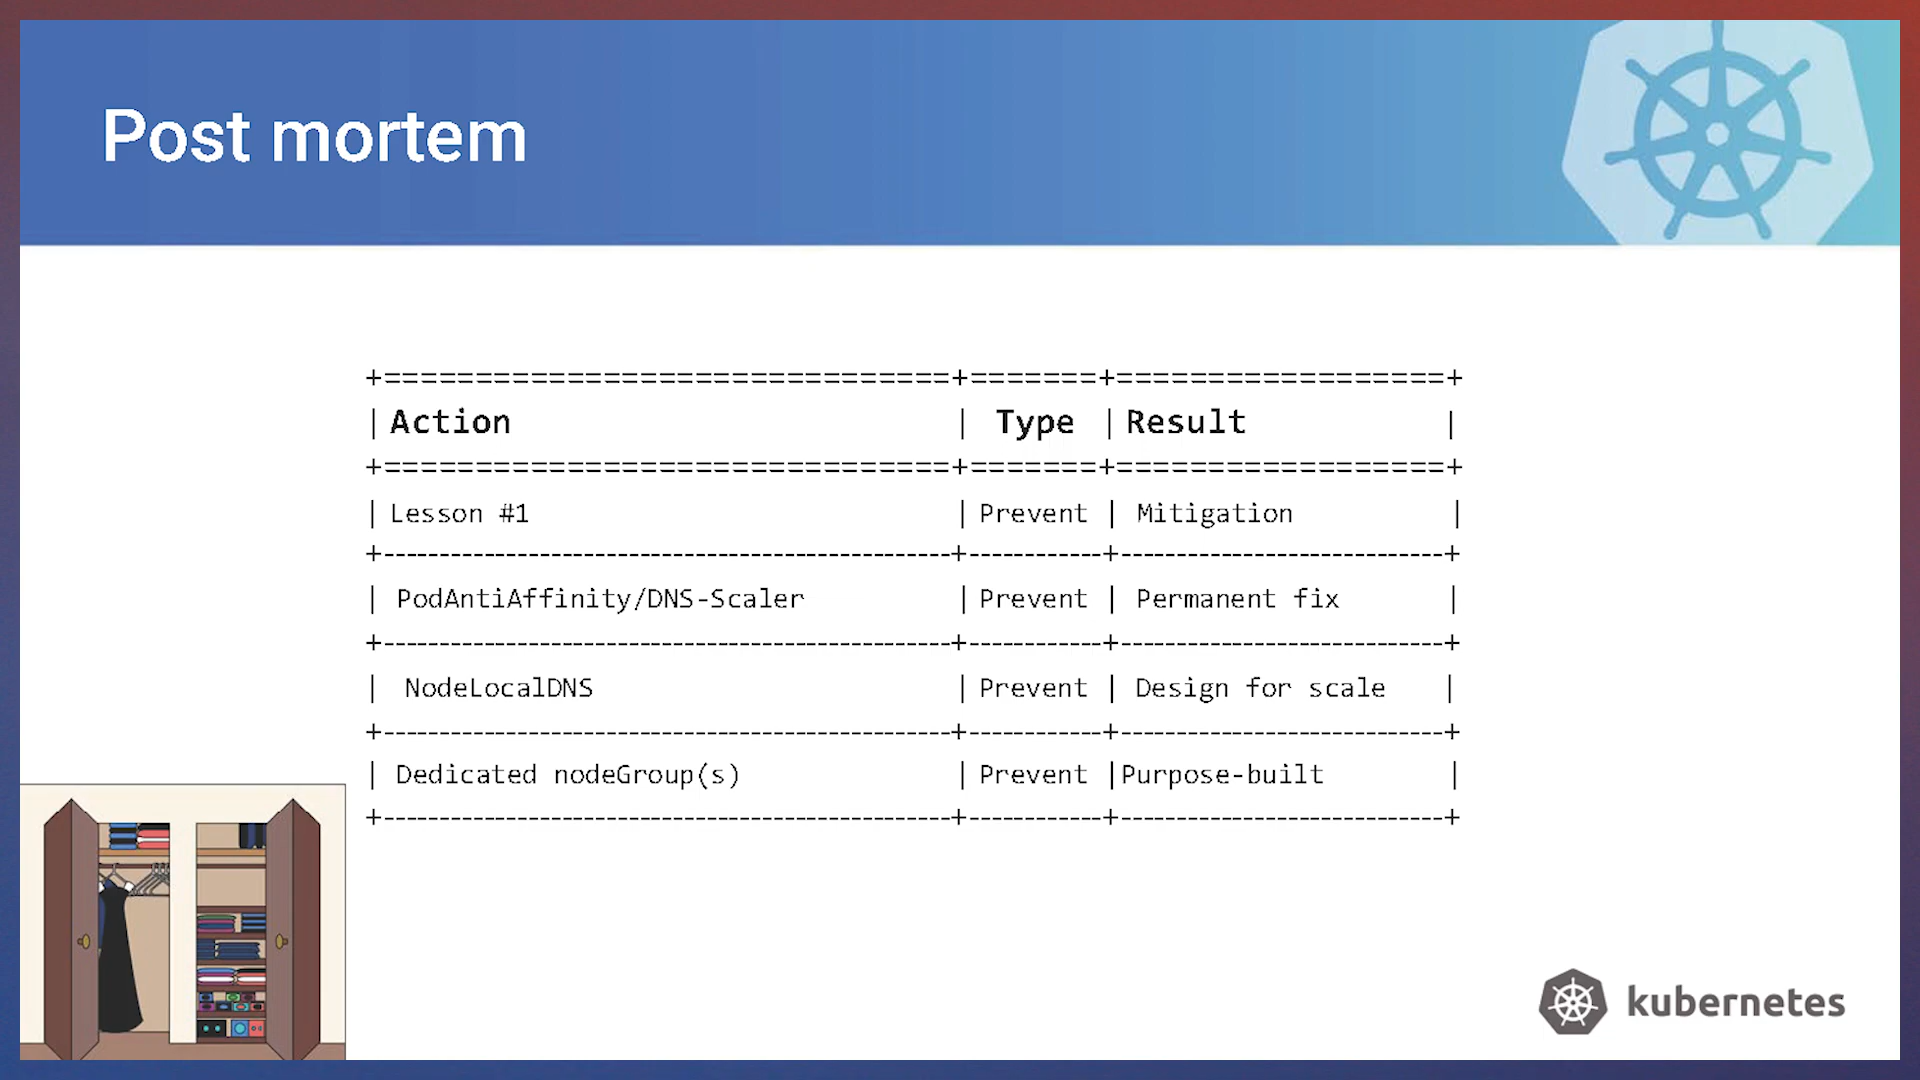 Post mortem
+===============================+=======+==================+
|Action | Type |Result |
+===============================+=======+==================+
|Lesson #1 |Prevent | Mitigation |
+-----------------------------------------------+-----------+---------------------------+
| PodAntiAffinity/DNS-Scaler |Prevent | Permanent fix |
+-----------------------------------------------+-----------+---------------------------+
| NodeLocalDNS |Prevent | Design for scale |
+-----------------------------------------------+-----------+---------------------------+
| Dedicated nodeGroup(s) |Prevent |Purpose-built |
+-----------------------------------------------+-----------+---------------------------+
kubernetes